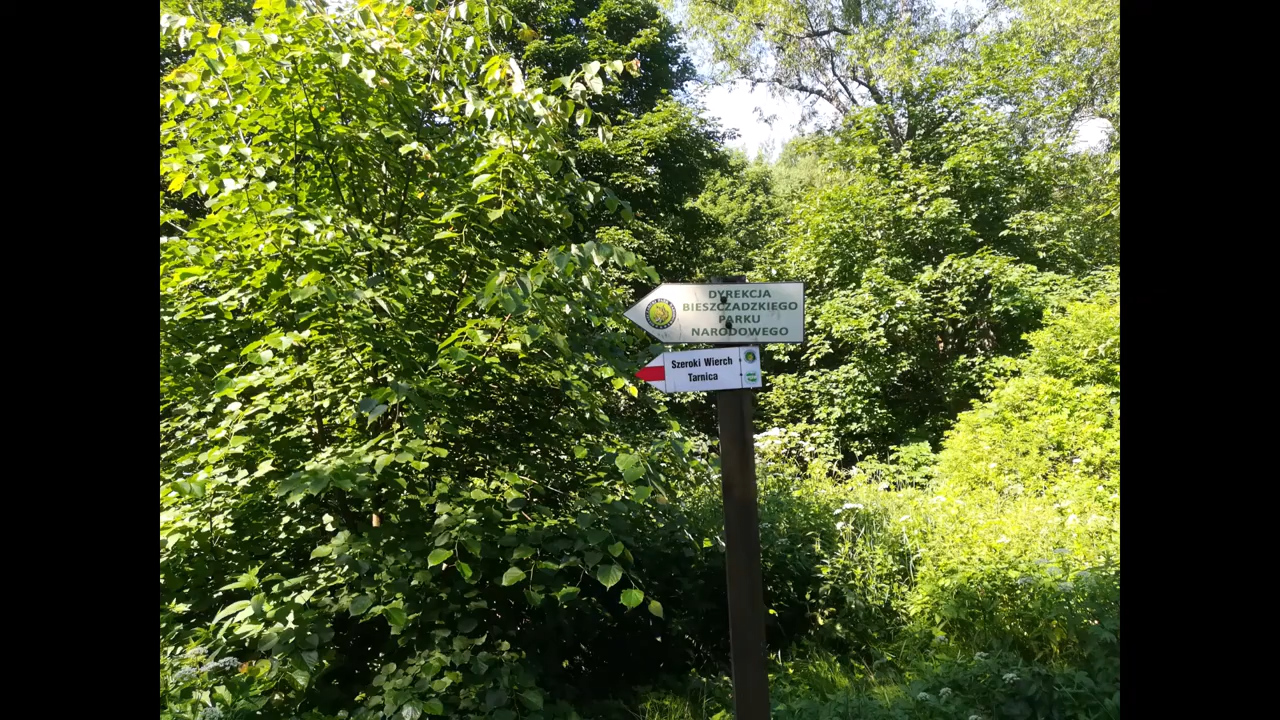 DYREKCJA
BIESZCZADZKIEGO
PARKU
NARODOWEGO
Szeroki Wierch
Tarnica